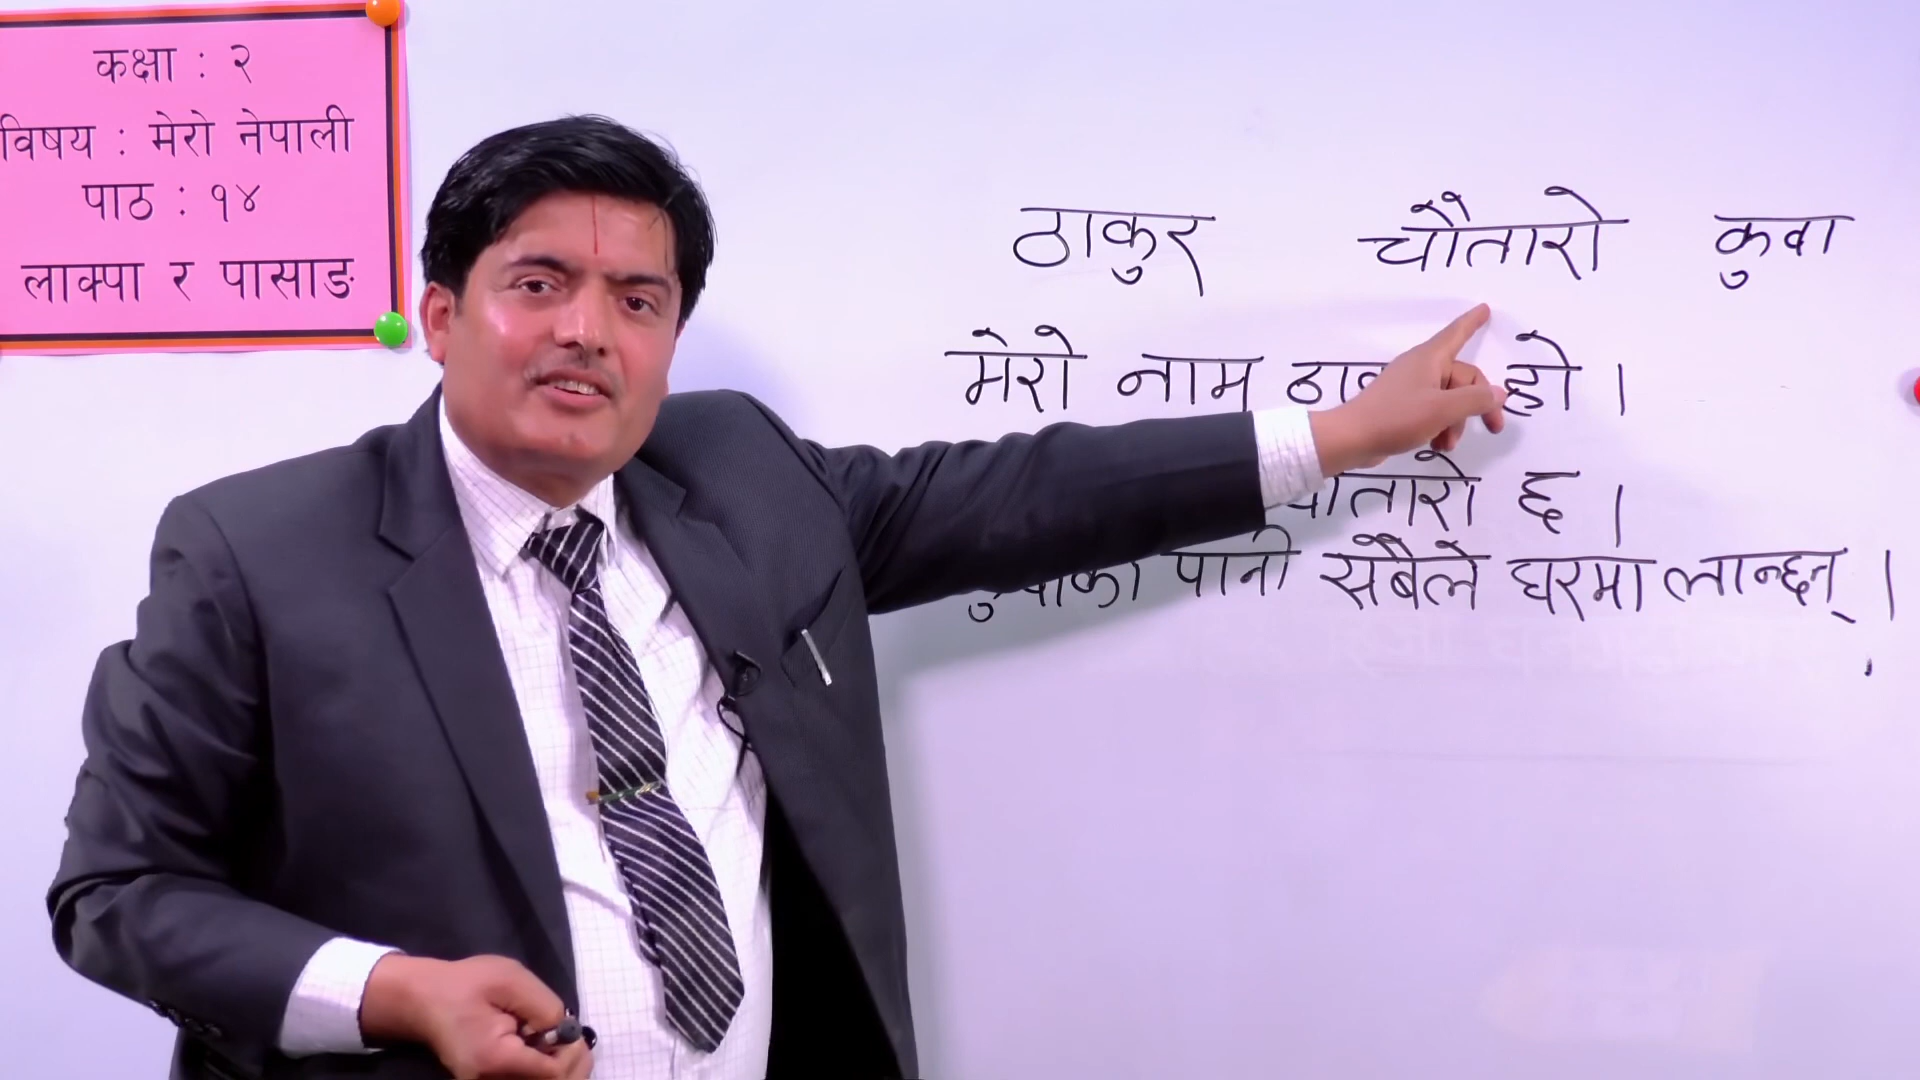 कक्षा : २
विषय : मेरो नेपाली
पाठ : १४
लाक्पा र पासाङ
ठाकुर चौतारो कुवा
मेरो नाम हो ।
छ ।
पानी सबैले घरमा लान्छन् ।